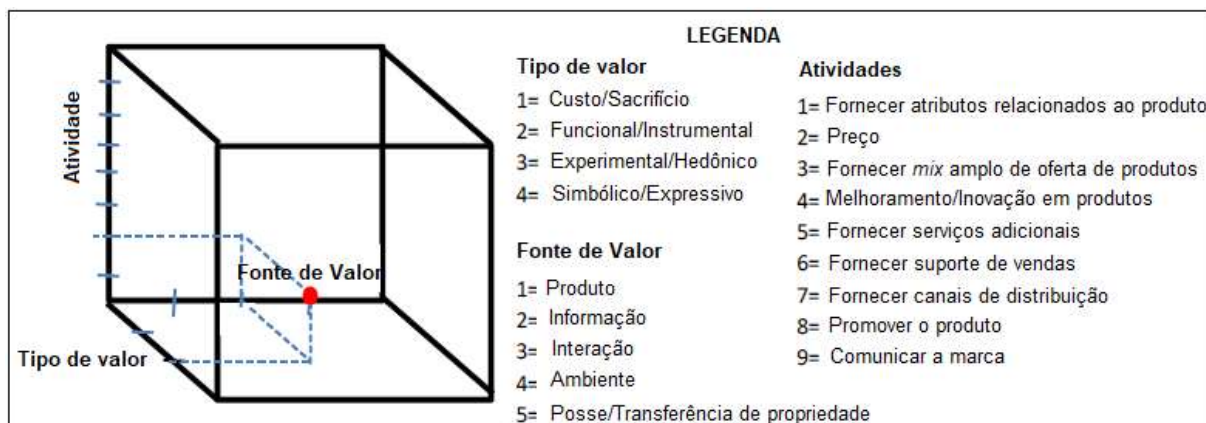 Atividade
Fonte de Valor
Tipo de valor
LEGENDA
Tipo de valor
1= Custo/Sacrifício
2= Funcional/Instrumental
3= Experimental/Hedônico
4= Simbólico/Expressivo
Fonte de Valor
1= Produto
2= Informação
3= Interação
4= Ambiente
5= Posse/Transferência de propriedade
Atividades
1= Fornecer atributos relacionados ao produto
2= Preço
3= Fornecer mix amplo de oferta de produtos
4= Melhoramento/Inovação em produtos
5= Fornecer serviços adicionais
6= Fornecer suporte de vendas
7= Fornecer canais de distribuição
8= Promover o produto
9= Comunicar a marca